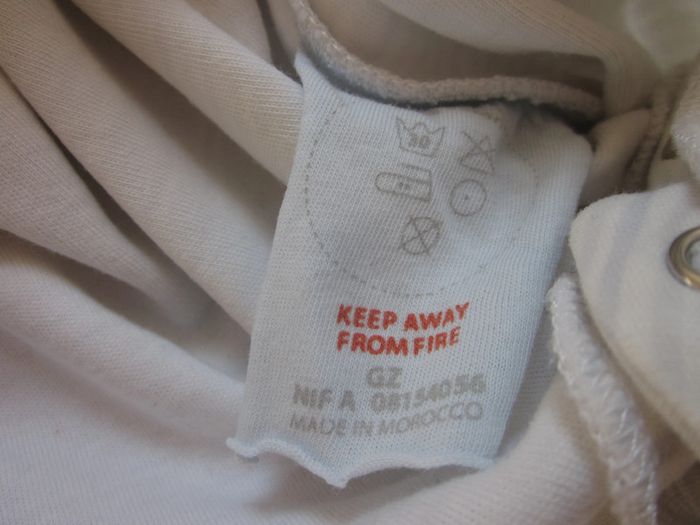 30
KEEP AWAY
FROM FIRE
GZ
NIF A 08154056
MADE IN MOROCCO